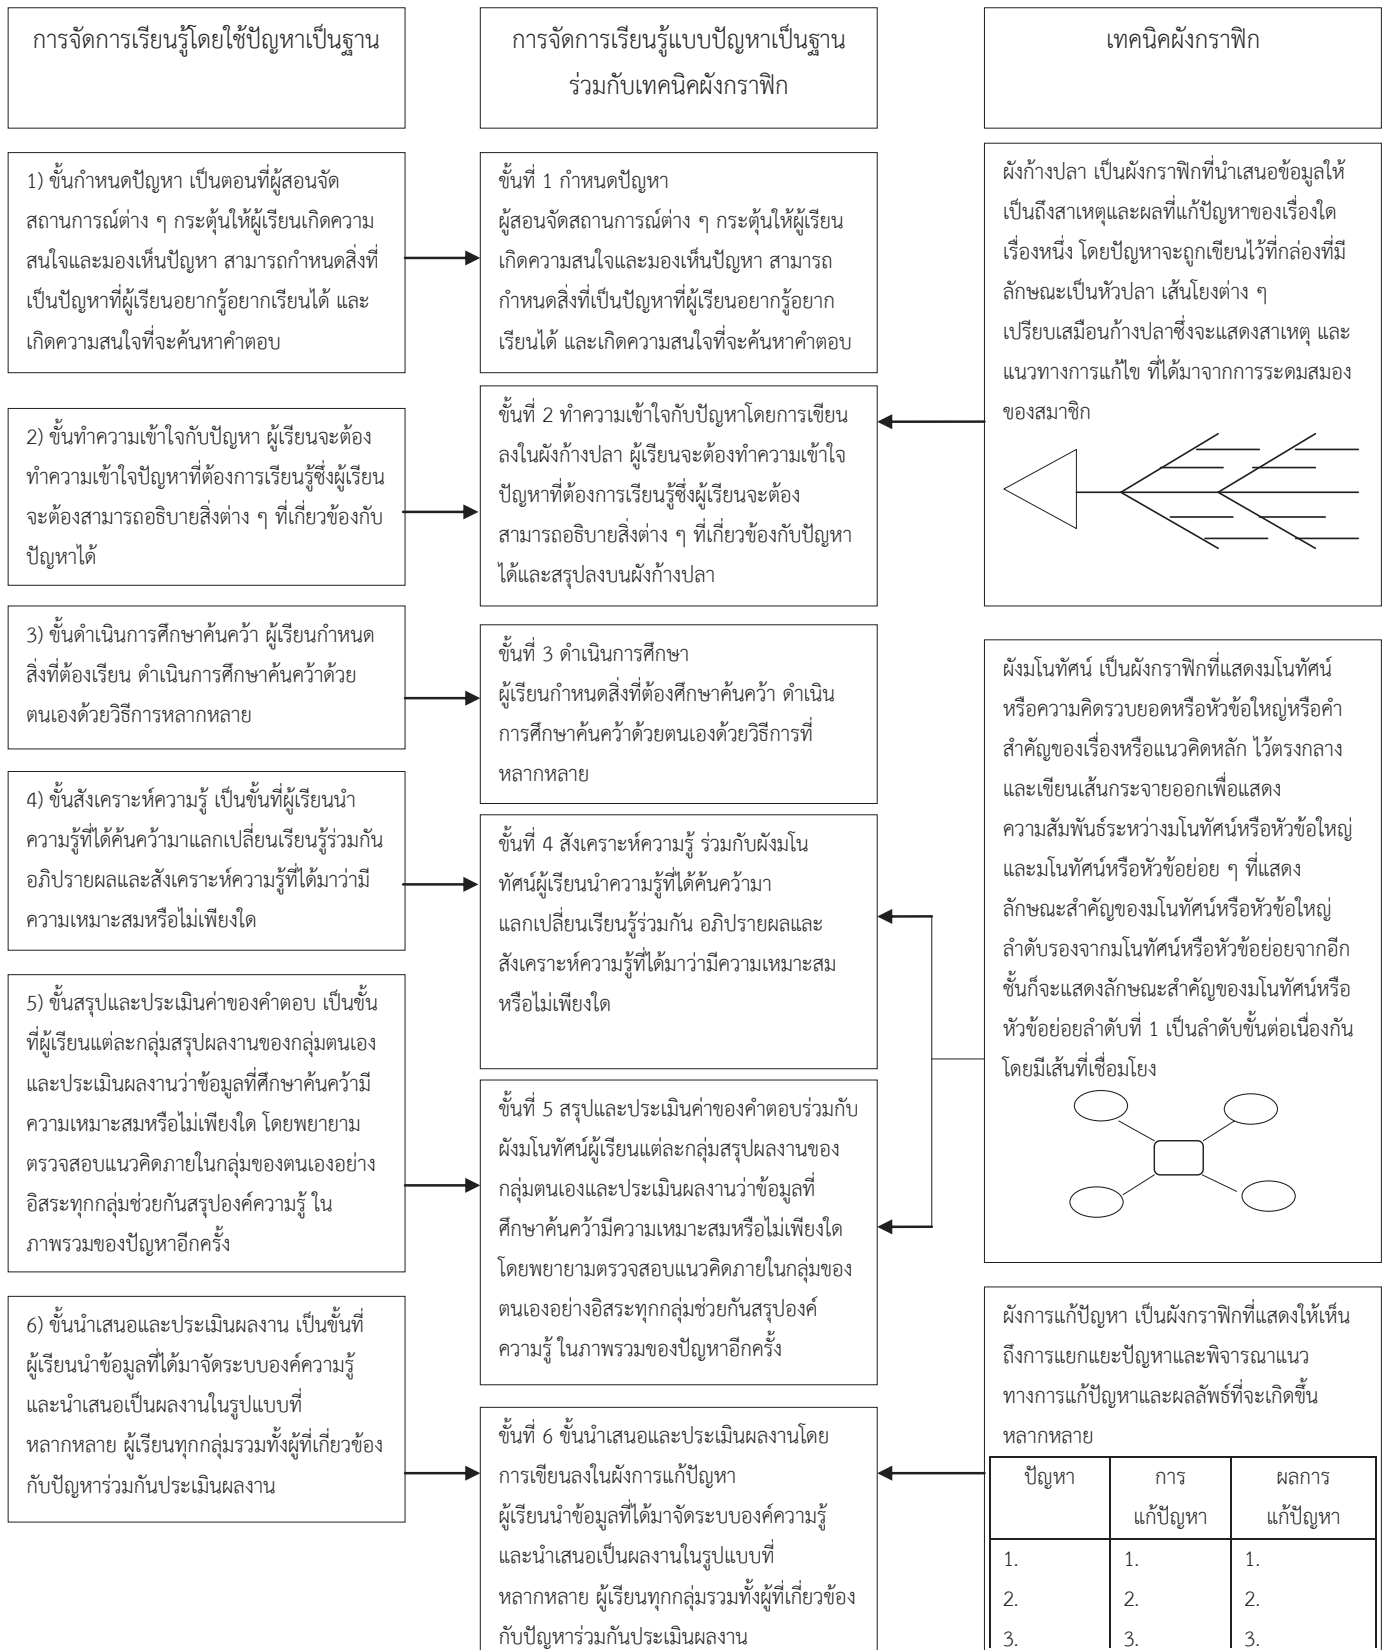 การจัดการเรียนรู้โดยใช้ปัญหาเป็นฐาน
การจัดการเรียนรู้แบบปัญหาเป็นฐาน
ร่วมกับเทคนิคผังกราฟิก
เทคนิคผังกราฟิก
1) ขั้นกำหนดปัญหา เป็นตอนที่ผู้สอนจัด
สถานการณ์ต่าง ๆ กระตุ้นให้ผู้เรียนเกิดความ
สนใจและมองเห็นปัญหา สามารถกำหนดสิ่งที่
เป็นปัญหาที่ผู้เรียนอยากรู้อยากเรียนได้ และ
เกิดความสนใจที่จะค้นหาคำตอบ
2) ขั้นทำความเข้าใจกับปัญหา ผู้เรียนจะต้อง
ทำความเข้าใจปัญหาที่ต้องการเรียนรู้ซึ่งผู้เรียน
จะต้องสามารถอธิบายสิ่งต่าง ๆ ที่เกี่ยวข้องกับ
ปัญหาได้
3) ขั้นดำเนินการศึกษาค้นคว้า ผู้เรียนกำหนด
สิ่งที่ต้องเรียน ดำเนินการศึกษาค้นคว้าด้วย
ตนเองด้วยวิธีการหลากหลาย
4) ขั้นสังเคราะห์ความรู้ เป็นขั้นที่ผู้เรียนนำ
ความรู้ที่ได้ค้นคว้ามาแลกเปลี่ยนเรียนรู้ร่วมกัน
อภิปรายผลและสังเคราะห์ความรู้ที่ได้มาว่ามี
ความเหมาะสมหรือไม่เพียงใด
5) ขั้นสรุปและประเมินค่าของคำตอบ เป็นขั้น
ที่ผู้เรียนแต่ละกลุ่มสรุปผลงานของกลุ่มตนเอง
และประเมินผลงานว่าข้อมูลที่ศึกษาค้นคว้ามี
ความเหมาะสมหรือไม่เพียงใด โดยพยายาม
ตรวจสอบแนวคิดภายในกลุ่มของตนเองอย่าง
อิสระทุกกลุ่มช่วยกันสรุปองค์ความรู้ ใน
ภาพรวมของปัญหาอีกครั้ง
6) ขั้นนำเสนอและประเมินผลงาน เป็นขั้นที่
ผู้เรียนนำข้อมูลที่ได้มาจัดระบบองค์ความรู้
และนำเสนอเป็นผลงานในรูปแบบที่
หลากหลาย ผู้เรียนทุกกลุ่มรวมทั้งผู้ที่เกี่ยวข้อง
กับปัญหาร่วมกันประเมินผลงาน
ขั้นที่ 1 กำหนดปัญหา
ผู้สอนจัดสถานการณ์ต่าง ๆ กระตุ้นให้ผู้เรียน
เกิดความสนใจและมองเห็นปัญหา สามารถ
กำหนดสิ่งที่เป็นปัญหาที่ผู้เรียนอยากรู้อยาก
เรียนได้ และเกิดความสนใจที่จะค้นหาคำตอบ
ขั้นที่ 2 ทำความเข้าใจกับปัญหาโดยการเขียน
ลงในผังก้างปลา ผู้เรียนจะต้องทำความเข้าใจ
ปัญหาที่ต้องการเรียนรู้ซึ่งผู้เรียนจะต้อง
สามารถอธิบายสิ่งต่าง ๆ ที่เกี่ยวข้องกับปัญหา
ได้และสรุปลงบนผังก้างปลา
ขั้นที่ 3 ดำเนินการศึกษา
ผู้เรียนกำหนดสิ่งที่ต้องศึกษาค้นคว้า ดำเนิน
การศึกษาค้นคว้าด้วยตนเองด้วยวิธีการที่
หลากหลาย
ขั้นที่ 4 สังเคราะห์ความรู้ ร่วมกับผังมโน
ทัศน์ผู้เรียนนำความรู้ที่ได้ค้นคว้ามา
แลกเปลี่ยนเรียนรู้ร่วมกัน อภิปรายผลและ
สังเคราะห์ความรู้ที่ได้มาว่ามีความเหมาะสม
หรือไม่เพียงใด
ขั้นที่ 5 สรุปและประเมินค่าของคำตอบร่วมกับ
ผังมโนทัศน์ผู้เรียนแต่ละกลุ่มสรุปผลงานของ
กลุ่มตนเองและประเมินผลงานว่าข้อมูลที่
ศึกษาค้นคว้ามีความเหมาะสมหรือไม่เพียงใด
โดยพยายามตรวจสอบแนวคิดภายในกลุ่มของ
ตนเองอย่างอิสระทุกกลุ่มช่วยกันสรุปองค์
ความรู้ ในภาพรวมของปัญหาอีกครั้ง
ขั้นที่ 6 ขั้นนำเสนอและประเมินผลงานโดย
การเขียนลงในผังการแก้ปัญหา
ผู้เรียนนำข้อมูลที่ได้มาจัดระบบองค์ความรู้
และนำเสนอเป็นผลงานในรูปแบบที่
หลากหลาย ผู้เรียนทุกกลุ่มรวมทั้งผู้ที่เกี่ยวข้อง
กับปัญหาร่วมกันประเมินผลงาน
ผังก้างปลา เป็นผังกราฟิกที่นำเสนอข้อมูลให้
เป็นถึงสาเหตุและผลที่แก้ปัญหาของเรื่องใด
เรื่องหนึ่ง โดยปัญหาจะถูกเขียนไว้ที่กล่องที่มี
ลักษณะเป็นหัวปลา เส้นโยงต่าง ๆ
เปรียบเสมือนก้างปลาซึ่งจะแสดงสาเหตุ และ
แนวทางการแก้ไข ที่ได้มาจากการระดมสมอง
ของสมาชิก
ผังมโนทัศน์ เป็นผังกราฟิกที่แสดงมโนทัศน์
หรือความคิดรวบยอดหรือหัวข้อใหญ่หรือคำ
สำคัญของเรื่องหรือแนวคิดหลัก ไว้ตรงกลาง
และเขียนเส้นกระจายออกเพื่อแสดง
ความสัมพันธ์ระหว่างมโนทัศน์หรือหัวข้อใหญ่
และมโนทัศน์หรือหัวข้อย่อย ๆ ที่แสดง
ลักษณะสำคัญของมโนทัศน์หรือหัวข้อใหญ่
ลำดับรองจากมโนทัศน์หรือหัวข้อย่อยจากอีก
ชั้นก็จะแสดงลักษณะสำคัญของมโนทัศน์หรือ
หัวข้อย่อยลำดับที่ 1 เป็นลำดับขั้นต่อเนื่องกัน
โดยมีเส้นที่เชื่อมโยง
ผังการแก้ปัญหา เป็นผังกราฟิกที่แสดงให้เห็น
ถึงการแยกแยะปัญหาและพิจารณาแนว
ทางการแก้ปัญหาและผลลัพธ์ที่จะเกิดขึ้น
หลากหลาย
ปัญหา
การ
แก้ปัญหา
ผลการ
แก้ปัญหา
1. 1. 1.
2. 2. 2.
3. 3. 3.